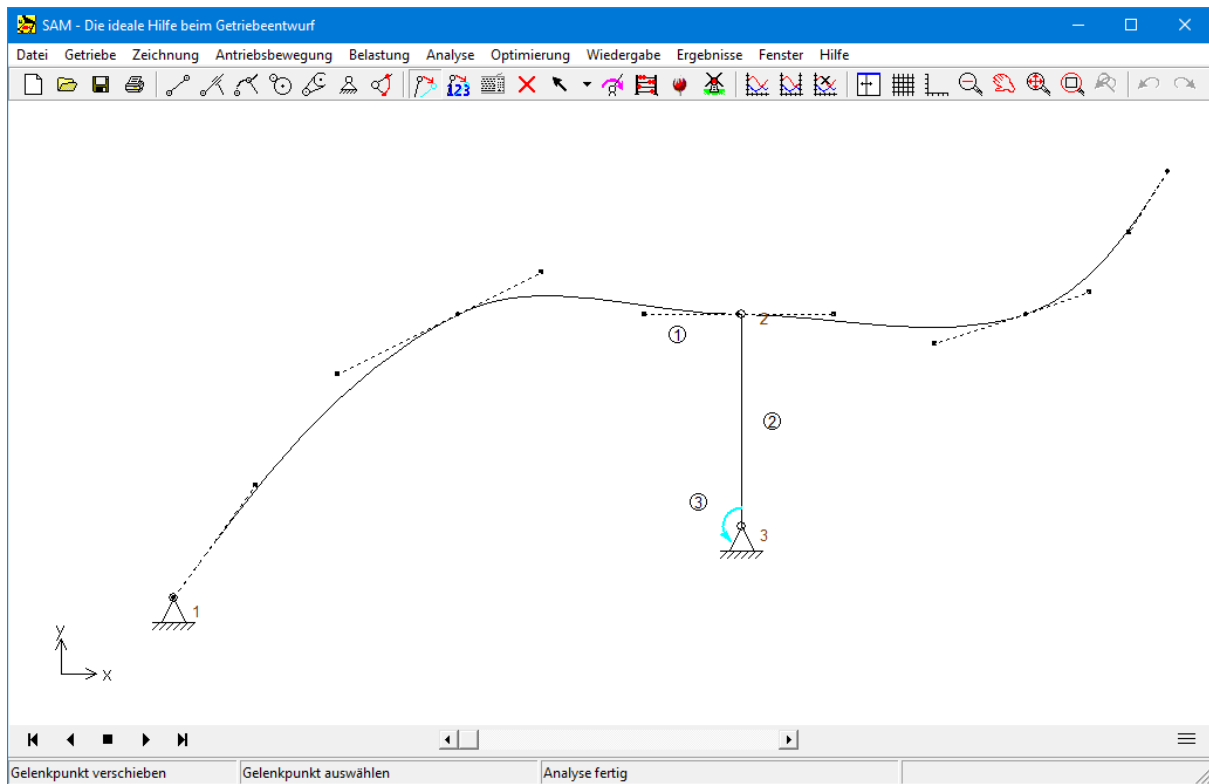 SAM - Die ideale Hilfe beim Getriebeentwurf
Datei Getriebe Zeichnung Antriebsbewegung Belastung Analyse Optimierung Wiedergabe Ergebnisse Fenster Hilfe
123
2
1
2
3
3
1
y
x
Gelenkpunkt verschieben Gelenkpunkt auswählen Analyse fertig